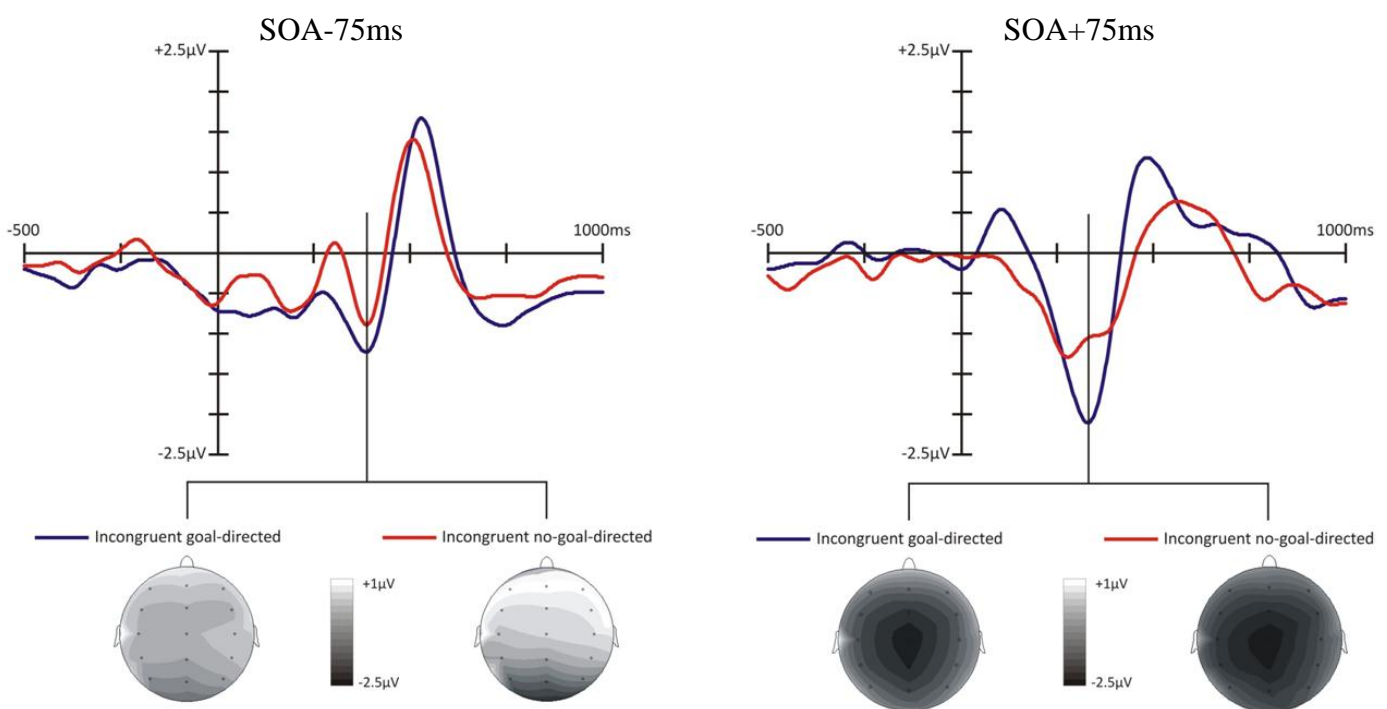 SOA-75ms
+2.5µV
-500
1000ms
-2.5µV
Incongruent goal-directed
Incongruent no-goal-directed
+1µV
-2.5µV
SOA+75ms
+2.5µV
-500
1000ms
-2.5µV
Incongruent goal-directed
Incongruent no-goal-directed
+1µV
-2.5µV